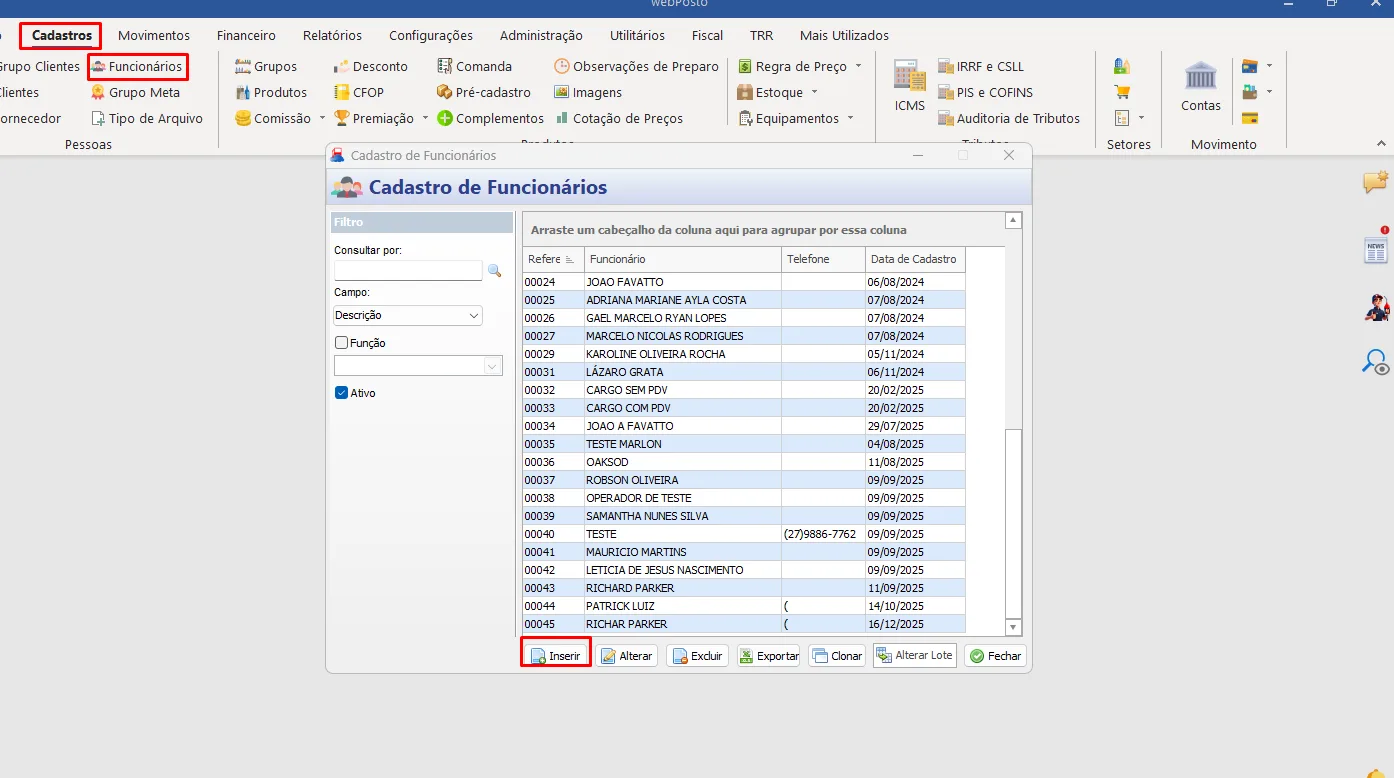 webPosto
Cadastros Movimentos Financeiro Relatórios Configurações Administração Utilitários Fiscal TRR Mais Utilizados
rupo Clientes Funcionários Grupos Desconto Comanda Observações de Preparo Regra de Preço IRRF e CSLL
lientes Grupo Meta Produtos CFOP Pré-cadastro Imagens Estoque ICMS PIS e COFINS Contas
ornecedor Tipo de Arquivo Comissão Premiação Complementos Cotação de Preços Equipamentos Auditoria de Tributos
Pessoas Produtos Tributos Setores Movimento
Cadastro de Funcionários
Cadastro de Funcionários
Filtro
Consultar por:
Campo:
Descrição
Função
Ativo
Arraste um cabeçalho da coluna aqui para agrupar por essa coluna
Refere Funcionário Telefone Data de Cadastro
00024 JOAO FAVATTO 06/08/2024
00025 ADRIANA MARIANE AYLA COSTA 07/08/2024
00026 GAEL MARCELO RYAN LOPES 07/08/2024
00027 MARCELO NICOLAS RODRIGUES 07/08/2024
00029 KAROLINE OLIVEIRA ROCHA 05/11/2024
00031 LÁZARO GRATA 06/11/2024
00032 CARGO SEM PDV 20/02/2025
00033 CARGO COM PDV 20/02/2025
00034 JOAO A FAVATTO 29/07/2025
00035 TESTE MARLON 04/08/2025
00036 OAKSOD 11/08/2025
00037 ROBSON OLIVEIRA 09/09/2025
00038 OPERADOR DE TESTE 09/09/2025
00039 SAMANTHA NUNES SILVA 09/09/2025
00040 TESTE (27)9886-7762 09/09/2025
00041 MAURICIO MARTINS 09/09/2025
00042 LETICIA DE JESUS NASCIMENTO 09/09/2025
00043 RICHARD PARKER 11/09/2025
00044 PATRICK LUIZ ( 14/10/2025
00045 RICHAR PARKER ( 16/12/2025
Inserir Alterar Excluir Exportar Clonar Alterar Lote Fechar
NEWS